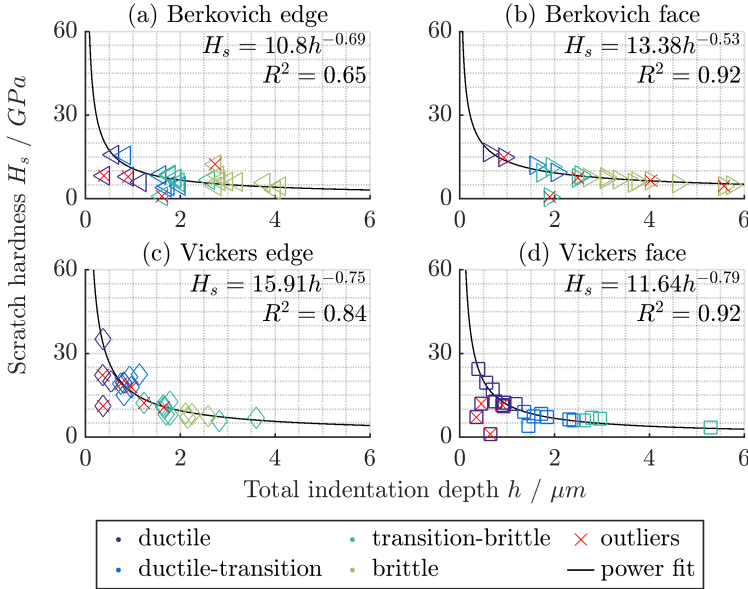 (a) Berkovich edge
(b) Berkovich face
60
30
0
H_s = 10.8h^{−0.69}
R^2 = 0.65
0 2 4 6
60
30
0
H_s = 13.38h^{−0.53}
R^2 = 0.92
0 2 4 6
(c) Vickers edge
(d) Vickers face
60
30
0
H_s = 15.91h^{−0.75}
R^2 = 0.84
0 2 4 6
60
30
0
H_s = 11.64h^{−0.79}
R^2 = 0.92
0 2 4 6
Scratch hardness H_s / GPa
Total indentation depth h / μm
ductile transition-brittle outliers
ductile-transition brittle power fit